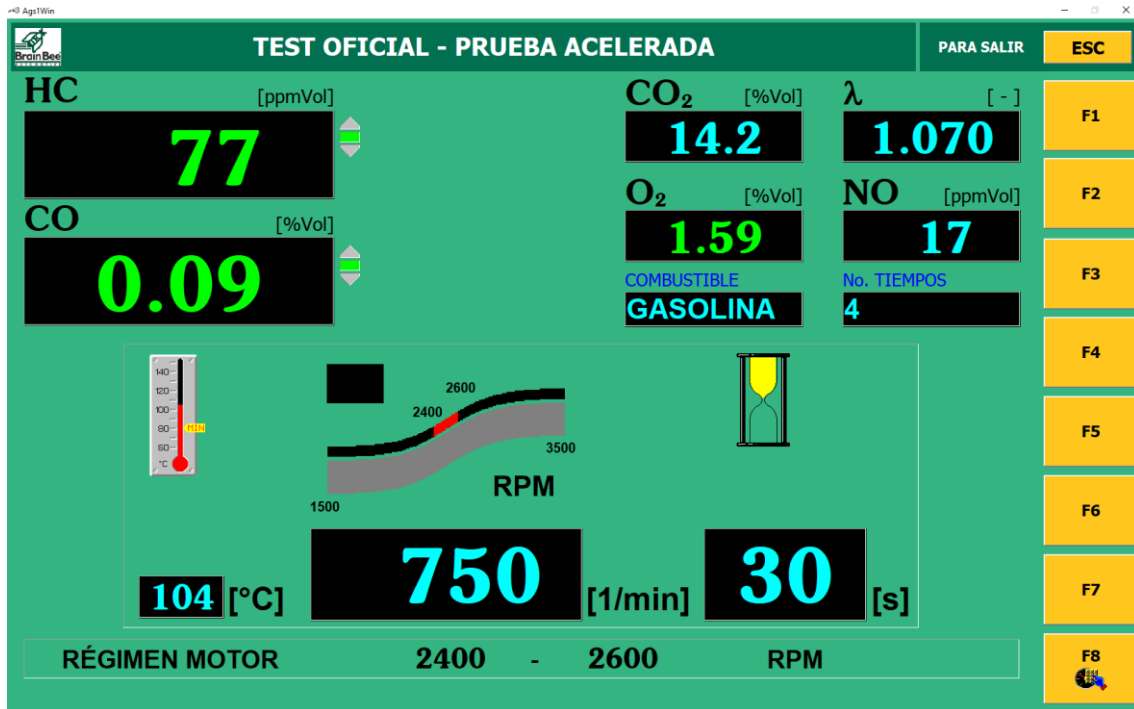 Ags1Win
BrainBee
AUTOMOTIVE
TEST OFICIAL - PRUEBA ACELERADA
PARA SALIR
ESC
HC [ppmVol]
77
CO [%Vol]
0.09
CO₂ [%Vol]
14.2
λ [ - ]
1.070
O₂ [%Vol]
1.59
NO [ppmVol]
17
COMBUSTIBLE
GASOLINA
No. TIEMPOS
4
F1
F2
F3
F4
F5
F6
F7
F8
140
120
100
80 MIN
60
°C
2600
2400
3500
1500
RPM
104 [°C]
750 [1/min]
30 [s]
RÉGIMEN MOTOR 2400 - 2600 RPM